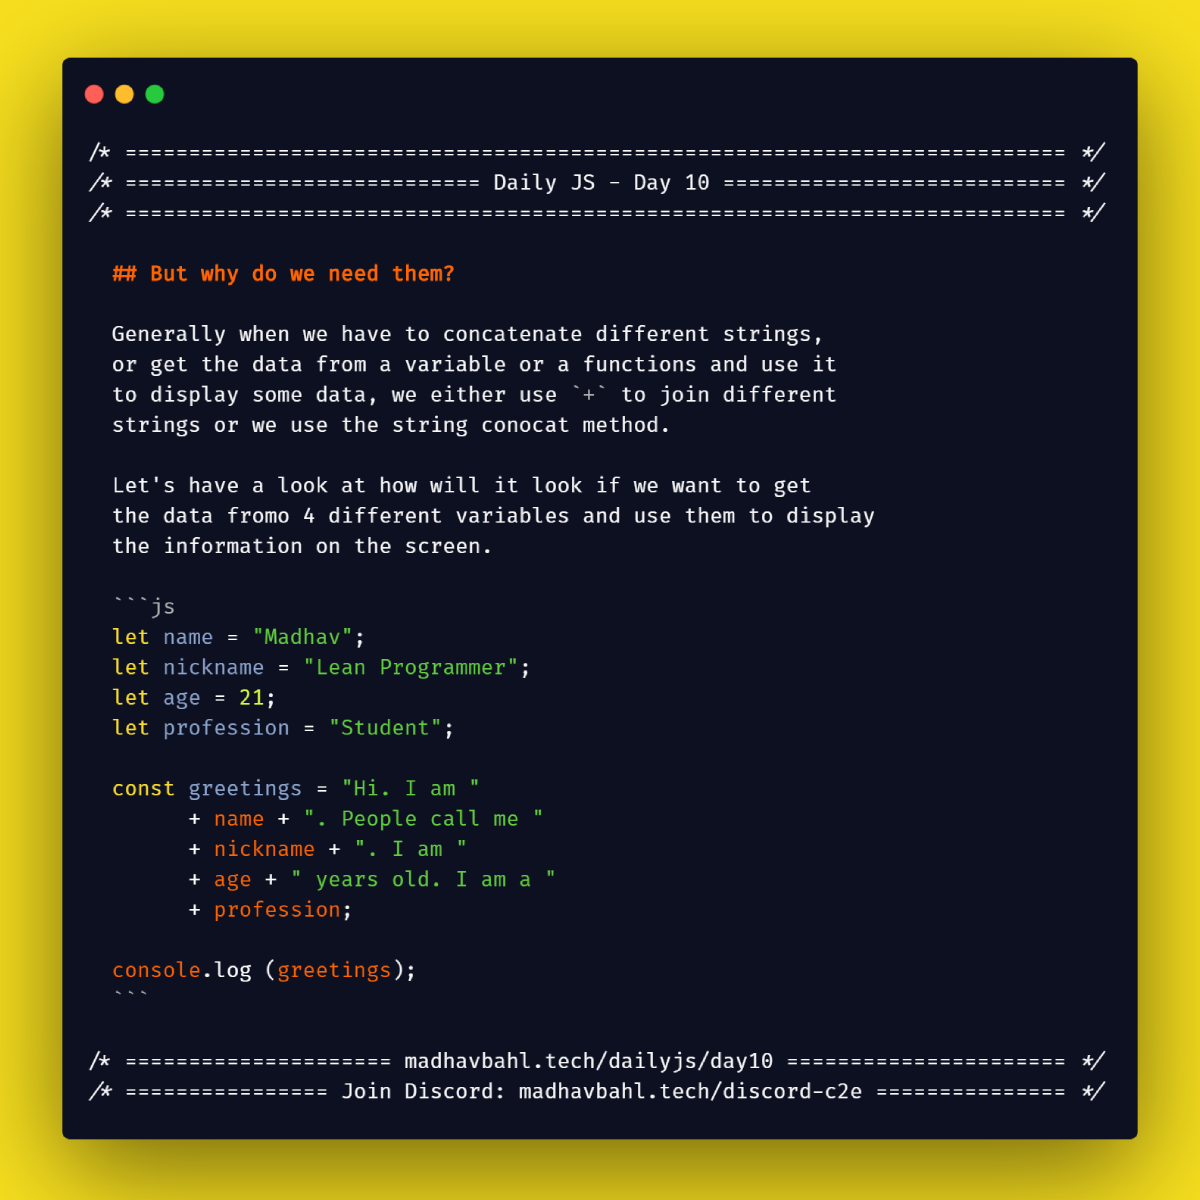 /* ========================================================================== */
/* ============================ Daily JS - Day 10 =========================== */
/* ========================================================================== */
## But why do we need them?
Generally when we have to concatenate different strings,
or get the data from a variable or a functions and use it
to display some data, we either use `+` to join different
strings or we use the string conocat method.
Let's have a look at how will it look if we want to get
the data fromo 4 different variables and use them to display
the information on the screen.
```js
let name = "Madhav";
let nickname = "Lean Programmer";
let age = 21;
let profession = "Student";
const greetings = "Hi. I am "
+ name + ". People call me "
+ nickname + ". I am "
+ age + " years old. I am a "
+ profession;
console.log (greetings);
```
/* ===================== madhavbahl.tech/dailyjs/day10 ====================== */
/* ================ Join Discord: madhavbahl.tech/discord-c2e =============== */